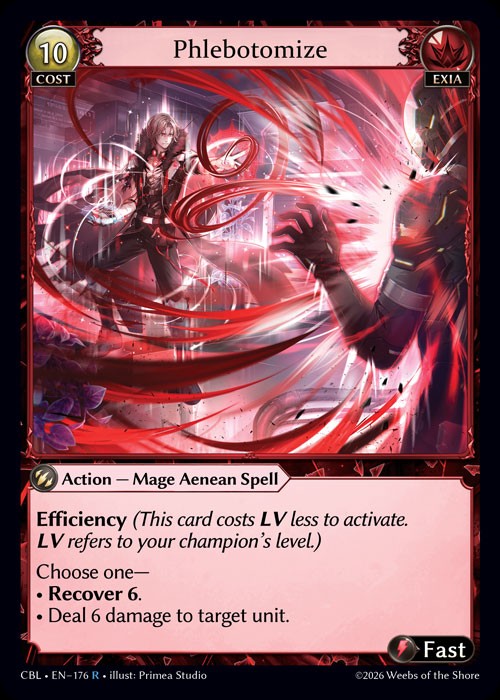 10
Phlebotomize
COST
EXIA
Action — Mage Aenean Spell
Efficiency (This card costs LV less to activate.
LV refers to your champion's level.)
Choose one—
• Recover 6.
• Deal 6 damage to target unit.
Fast
CBL • EN–176 R • illust: Primea Studio
©2026 Weebs of the Shore